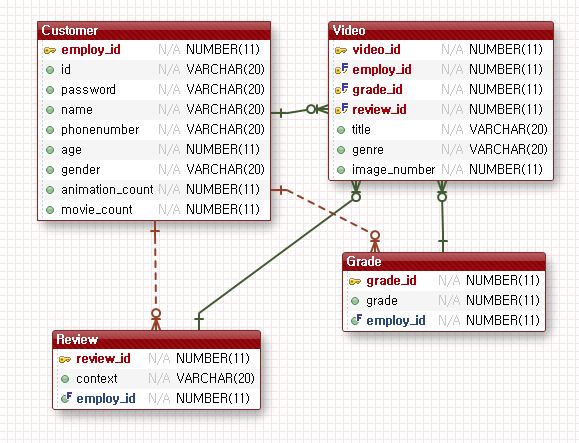 Customer
employ_id N/A NUMBER(11)
id N/A VARCHAR(20)
password N/A VARCHAR(20)
name N/A VARCHAR(20)
phonenumber N/A VARCHAR(20)
age N/A NUMBER(11)
gender N/A VARCHAR(20)
animation_count N/A NUMBER(11)
movie_count N/A NUMBER(11)
Video
video_id N/A NUMBER(11)
employ_id N/A NUMBER(11)
grade_id N/A NUMBER(11)
review_id N/A NUMBER(11)
title N/A VARCHAR(20)
genre N/A VARCHAR(20)
image_number N/A NUMBER(11)
Grade
grade_id N/A NUMBER(11)
grade N/A NUMBER(11)
employ_id N/A NUMBER(11)
Review
review_id N/A NUMBER(11)
context N/A VARCHAR(20)
employ_id N/A NUMBER(11)